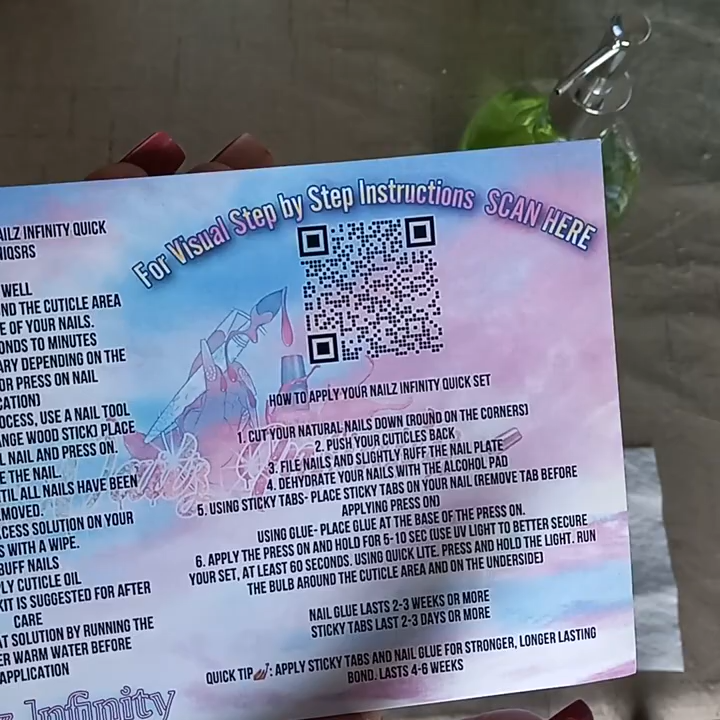 AILZ INFINITY QUICK
NIQSRS
WELL
ND THE CUTICLE AREA
E OF YOUR NAILS.
ONDS TO MINUTES
ARY DEPENDING ON THE
OR PRESS ON NAIL
CATION)
OCESS, USE A NAIL TOOL
ANGE WOOD STICK) PLACE
L NAIL AND PRESS ON.
E THE NAIL.
TIL ALL NAILS HAVE BEEN
MOVED.
CESS SOLUTION ON YOUR
S WITH A WIPE.
BUFF NAILS
PLY CUTICLE OIL
KIT IS SUGGESTED FOR AFTER
CARE
AT SOLUTION BY RUNNING THE
ER WARM WATER BEFORE
APPLICATION
z Infinity
For Visual Step by Step Instructions SCAN HERE
HOW TO APPLY YOUR NAILZ INFINITY QUICK SET
1. CUT YOUR NATURAL NAILS DOWN (ROUND ON THE CORNERS)
2. PUSH YOUR CUTICLES BACK
3. FILE NAILS AND SLIGHTLY RUFF THE NAIL PLATE
4. DEHYDRATE YOUR NAILS WITH THE ALCOHOL PAD
5. USING STICKY TABS- PLACE STICKY TABS ON YOUR NAIL (REMOVE TAB BEFORE
APPLYING PRESS ON)
USING GLUE- PLACE GLUE AT THE BASE OF THE PRESS ON.
6. APPLY THE PRESS ON AND HOLD FOR 5-10 SEC (USE UV LIGHT TO BETTER SECURE
YOUR SET, AT LEAST 60 SECONDS. USING QUICK LITE. PRESS AND HOLD THE LIGHT. RUN
THE BULB AROUND THE CUTICLE AREA AND ON THE UNDERSIDE)
NAIL GLUE LASTS 2-3 WEEKS OR MORE
STICKY TABS LAST 2-3 DAYS OR MORE
QUICK TIP💅: APPLY STICKY TABS AND NAIL GLUE FOR STRONGER, LONGER LASTING
BOND. LASTS 4-6 WEEKS